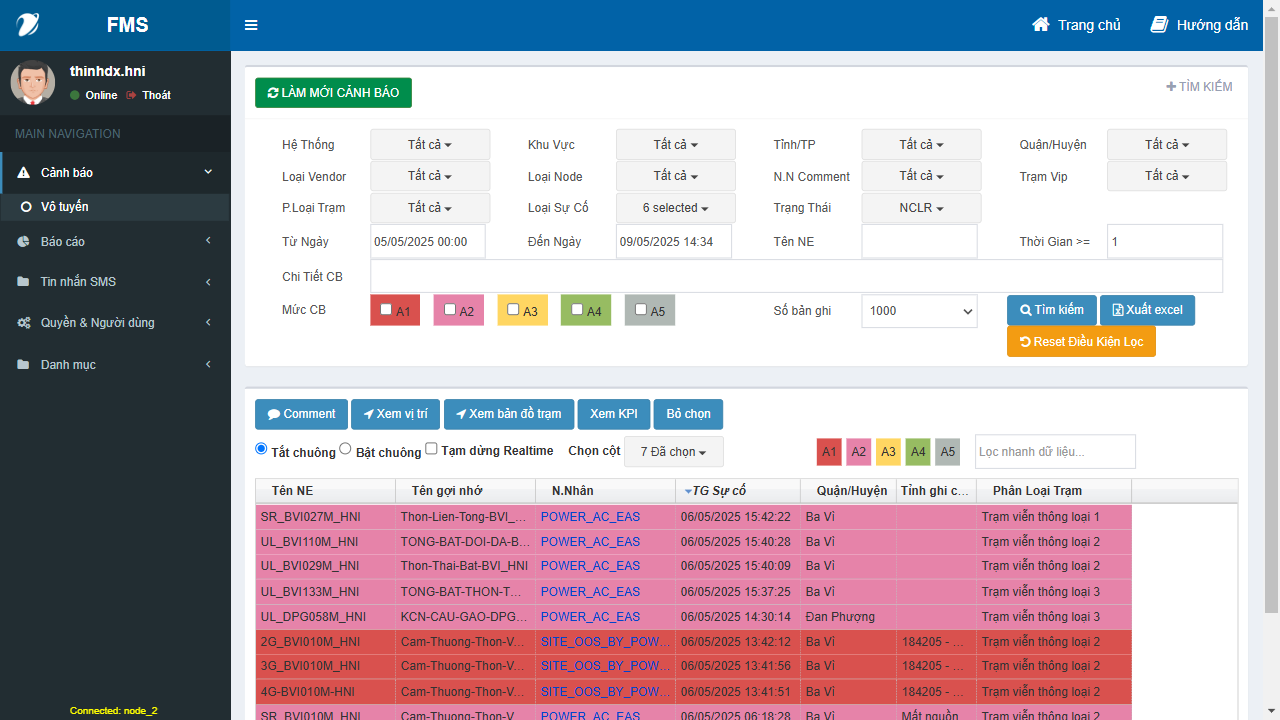 FMS
Trang chủ
Hướng dẫn
thinhdx.hni
Online Thoát
MAIN NAVIGATION
Cảnh báo
Vô tuyến
Báo cáo
Tin nhắn SMS
Quyền & Người dùng
Danh mục
Connected: node_2
LÀM MỚI CẢNH BÁO
TÌM KIẾM
Hệ Thống Tất cả Khu Vực Tất cả Tỉnh/TP Tất cả Quận/Huyện Tất cả
Loại Vendor Tất cả Loại Node Tất cả N.N Comment Tất cả Trạm Vip Tất cả
P.Loại Trạm Tất cả Loại Sự Cố 6 selected Trạng Thái NCLR
Từ Ngày 05/05/2025 00:00 Đến Ngày 09/05/2025 14:34 Tên NE Thời Gian >= 1
Chi Tiết CB
Mức CB A1 A2 A3 A4 A5 Số bản ghi 1000 Tìm kiếm Xuất excel
Reset Điều Kiện Lọc
Comment Xem vị trí Xem bản đồ trạm Xem KPI Bỏ chọn
Tắt chuông Bật chuông Tạm dừng Realtime Chọn cột 7 Đã chọn A1 A2 A3 A4 A5 Lọc nhanh dữ liệu...
Tên NE Tên gợi nhớ N.Nhân TG Sự cố Quận/Huyện Tỉnh ghi c... Phân Loại Trạm
SR_BVI027M_HNI Thon-Lien-Tong-BVI_... POWER_AC_EAS 06/05/2025 15:42:22 Ba Vì Trạm viễn thông loại 1
UL_BVI110M_HNI TONG-BAT-DOI-DA-B... POWER_AC_EAS 06/05/2025 15:40:28 Ba Vì Trạm viễn thông loại 2
UL_BVI029M_HNI Thon-Thai-Bat-BVI_HNI POWER_AC_EAS 06/05/2025 15:40:09 Ba Vì Trạm viễn thông loại 2
UL_BVI133M_HNI TONG-BAT-THON-T... POWER_AC_EAS 06/05/2025 15:37:25 Ba Vì Trạm viễn thông loại 3
UL_DPG058M_HNI KCN-CAU-GAO-DPG... POWER_AC_EAS 06/05/2025 14:30:14 Đan Phượng Trạm viễn thông loại 3
2G_BVI010M_HNI Cam-Thuong-Thon-V... SITE_OOS_BY_POW... 06/05/2025 13:42:12 Ba Vì 184205 - ... Trạm viễn thông loại 2
3G_BVI010M_HNI Cam-Thuong-Thon-V... SITE_OOS_BY_POW... 06/05/2025 13:41:56 Ba Vì 184205 - ... Trạm viễn thông loại 2
4G-BVI010M-HNI Cam-Thuong-Thon-V... SITE_OOS_BY_POW... 06/05/2025 13:41:51 Ba Vì 184205 - ... Trạm viễn thông loại 2
SR_BVI010M_HNI Cam-Thuong-Thon-V... POWER_AC_EAS 06/05/2025 06:18:28 Ba Vì Mất nguồn Trạm viễn thông loại 2